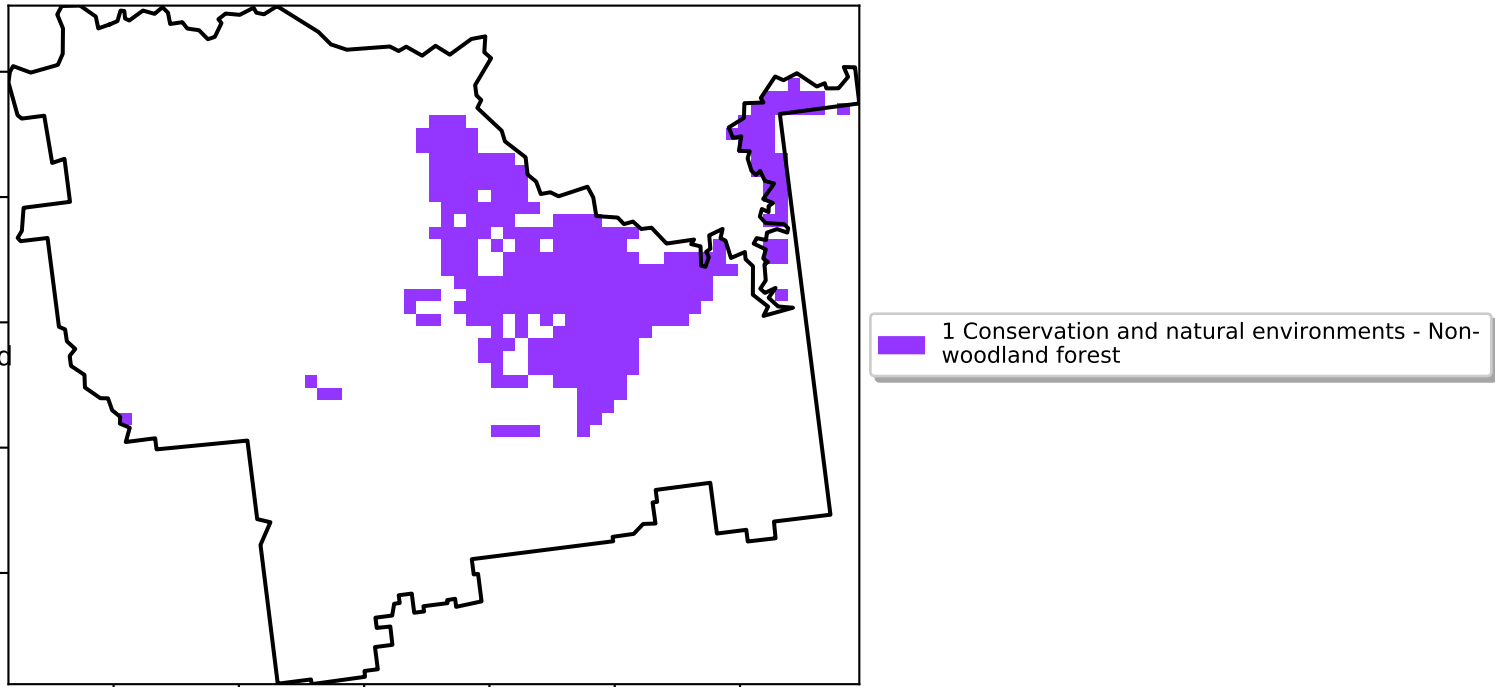 d
1 Conservation and natural environments - Non-
woodland forest